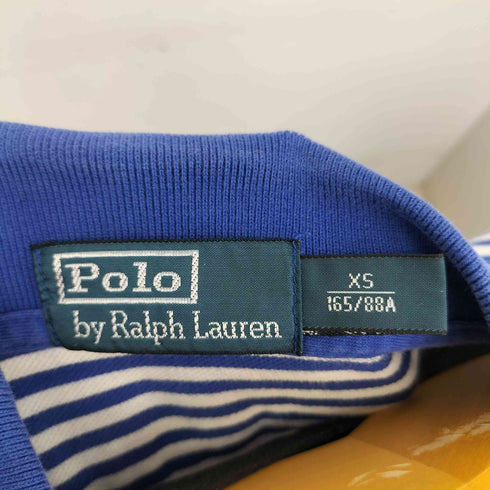 Polo
by Ralph Lauren
XS
165/88A